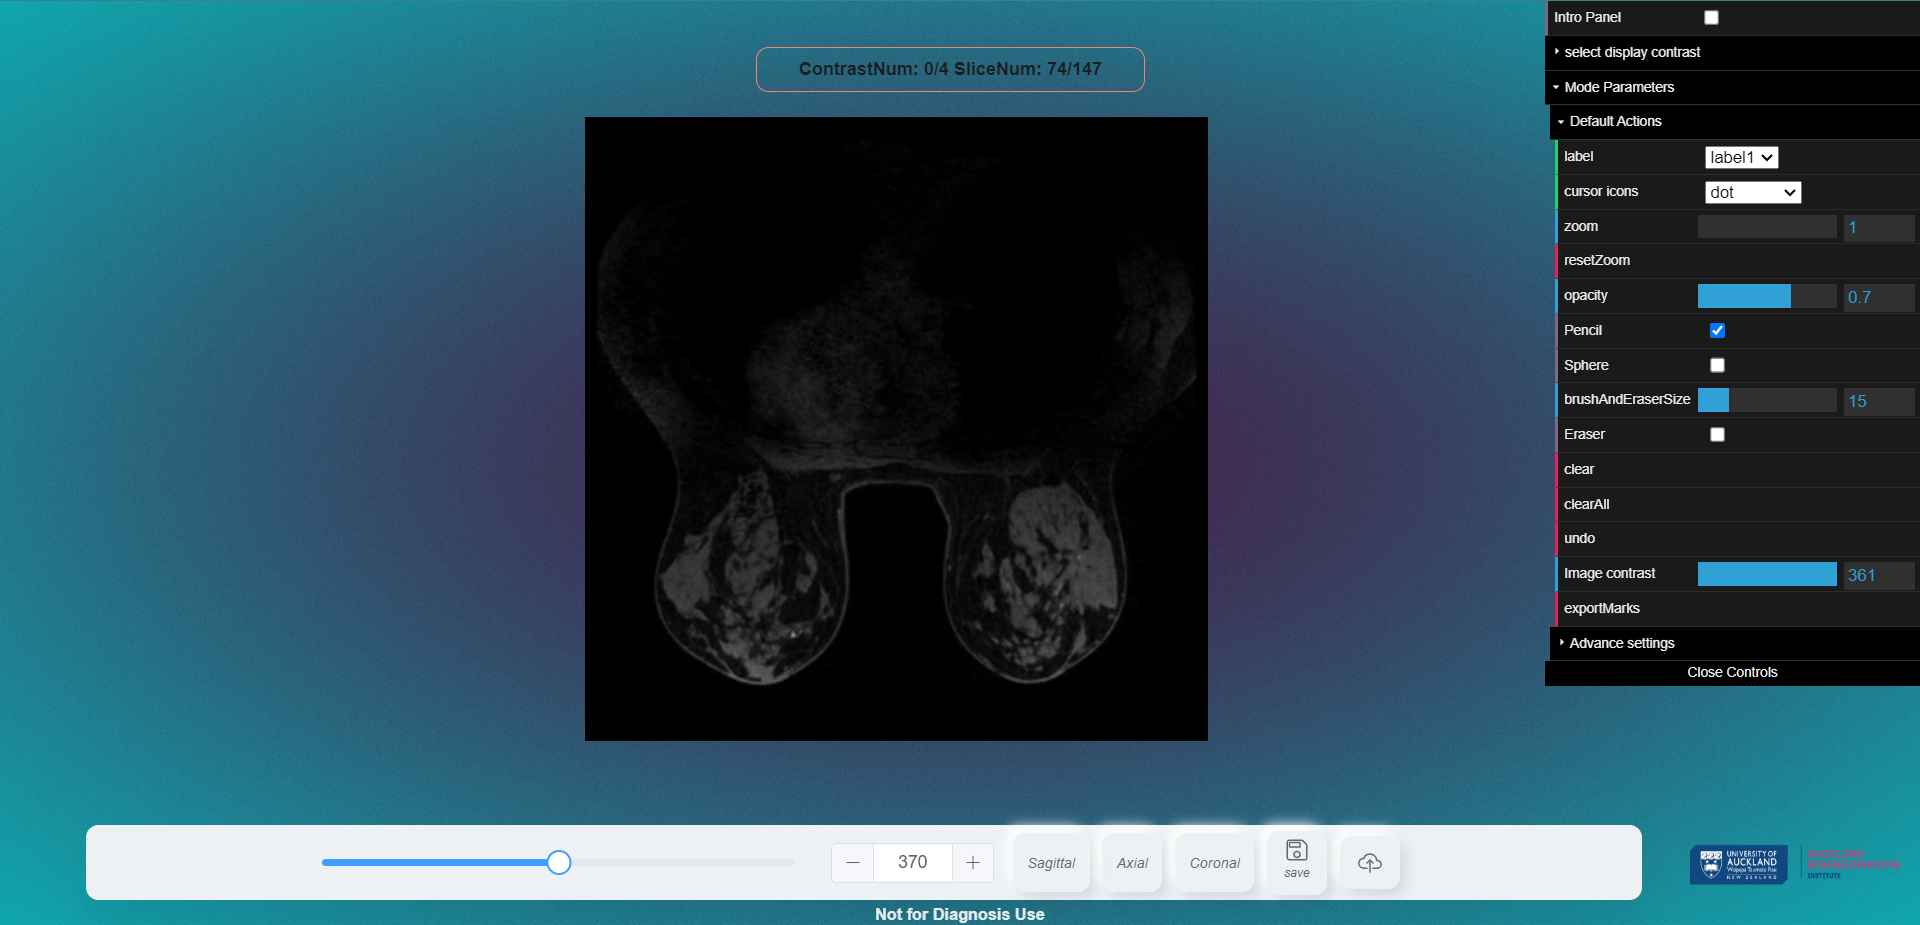 ContrastNum: 0/4 SliceNum: 74/147
Intro Panel
select display contrast
Mode Parameters
Default Actions
label label1
cursor icons dot
zoom 1
resetZoom
opacity 0.7
Pencil
Sphere
brushAndEraserSize 15
Eraser
clear
clearAll
undo
Image contrast 361
exportMarks
Advance settings
Close Controls
370
Sagittal
Axial
Coronal
save
UNIVERSITY OF
AUCKLAND
Waipapa Taumata Rau
NEW ZEALAND
AUCKLAND
BIOENGINEERING
INSTITUTE
Not for Diagnosis Use